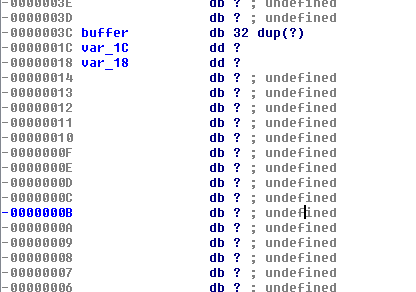 -0000003E db ? ; undefined
-0000003D db ? ; undefined
-0000003C buffer db 32 dup(?)
-0000001C var_1C dd ?
-00000018 var_18 dd ?
-00000014 db ? ; undefined
-00000013 db ? ; undefined
-00000012 db ? ; undefined
-00000011 db ? ; undefined
-00000010 db ? ; undefined
-0000000F db ? ; undefined
-0000000E db ? ; undefined
-0000000D db ? ; undefined
-0000000C db ? ; undefined
-0000000B db ? ; undefined
-0000000A db ? ; undefined
-00000009 db ? ; undefined
-00000008 db ? ; undefined
-00000007 db ? ; undefined
-00000006 db ? ; undefined